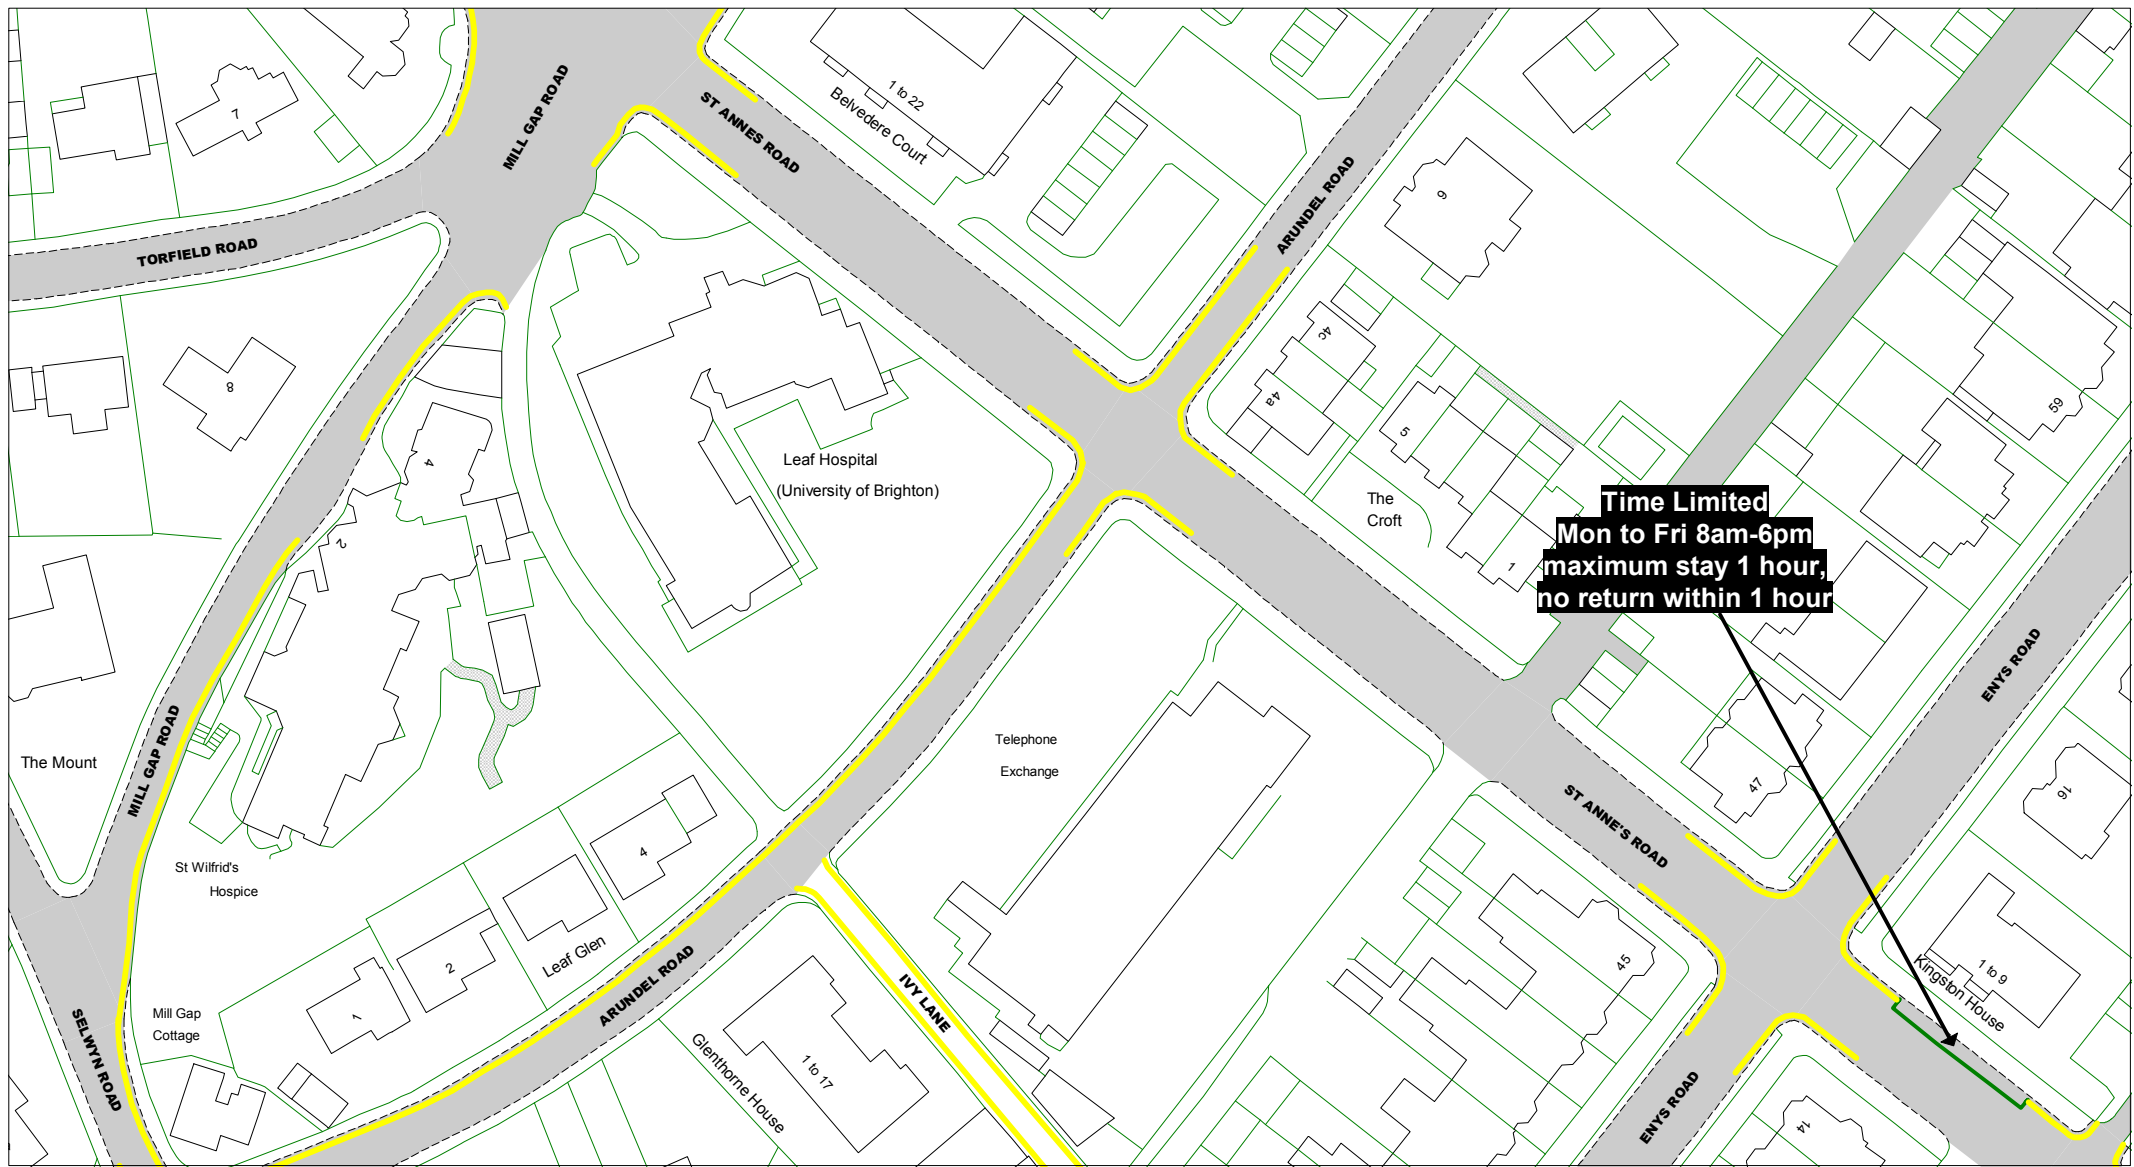 MILL GAP ROAD
ST ANNES ROAD
1 to 22
Belvedere Court
7
ARUNDEL ROAD
9
TORFIELD ROAD
8
4c
4a
5
59
4
Leaf Hospital
(University of Brighton)
The
Croft
Time Limited
Mon to Fri 8am-6pm
maximum stay 1 hour,
no return within 1 hour
2
1
ENYS ROAD
The Mount
MILL GAP ROAD
Telephone
Exchange
47
16
ST ANNE'S ROAD
St Wilfrid's
Hospice
4
Leaf Glen
2
1
45
1 to 9
Kingston House
ARUNDEL ROAD
IVY LANE
Mill Gap
Cottage
SELWYN ROAD
Glenthorne House
1 to 17
ENYS ROAD
14